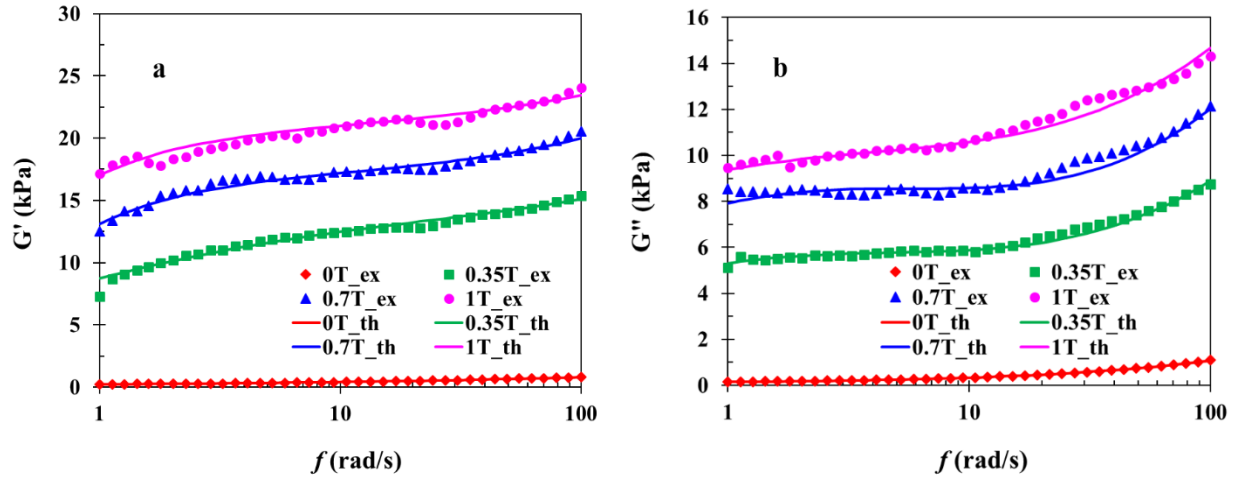 30
25
20
15
10
5
0
G' (kPa)
a
0T_ex
0.35T_ex
0.7T_ex
1T_ex
0T_th
0.35T_th
0.7T_th
1T_th
1
10
100
f (rad/s)
16
14
12
10
8
6
4
2
0
G" (kPa)
b
0T_ex
0.35T_ex
0.7T_ex
1T_ex
0T_th
0.35T_th
0.7T_th
1T_th
1
10
100
f (rad/s)